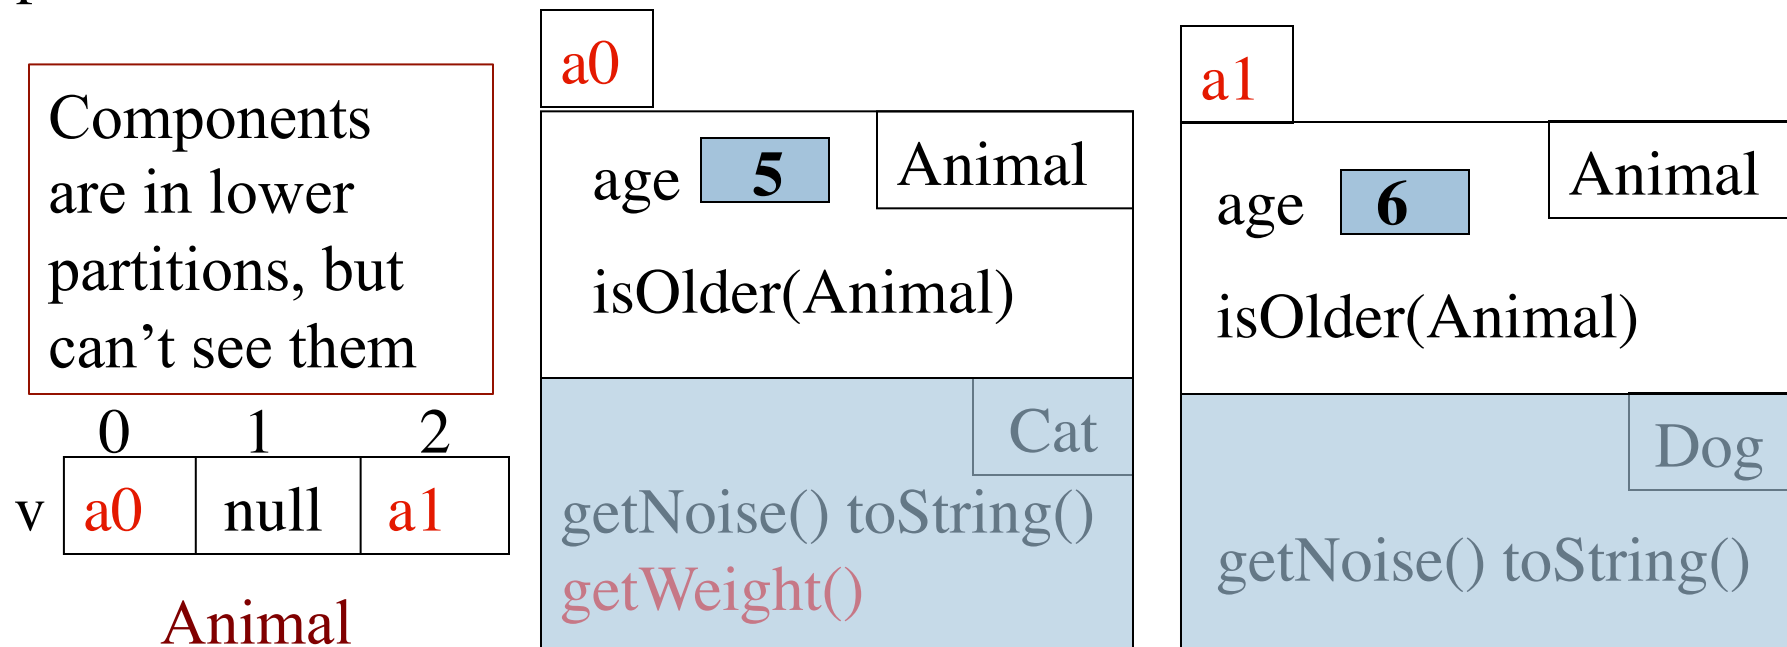 Components
are in lower
partitions, but
can’t see them
0 1 2
v a0 null a1
Animal
a0
age 5 Animal
isOlder(Animal)
Cat
getNoise() toString()
getWeight()
a1
age 6 Animal
isOlder(Animal)
Dog
getNoise() toString()